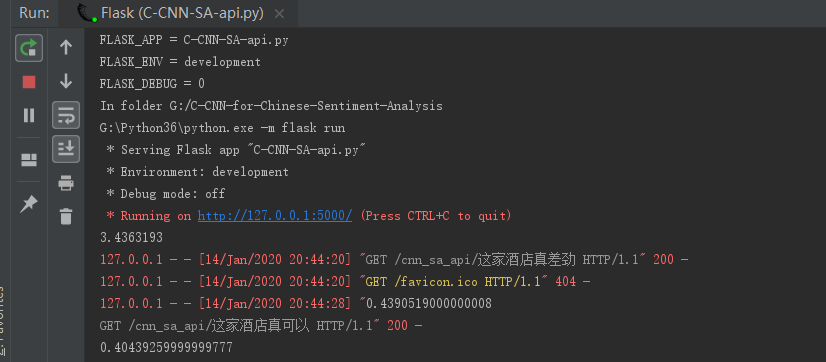 Run: Flask (C-CNN-SA-api.py) ×
FLASK_APP = C-CNN-SA-api.py
FLASK_ENV = development
FLASK_DEBUG = 0
In folder G:/C-CNN-for-Chinese-Sentiment-Analysis
G:\Python36\python.exe -m flask run
* Serving Flask app "C-CNN-SA-api.py"
* Environment: development
* Debug mode: off
* Running on http://127.0.0.1:5000/ (Press CTRL+C to quit)
3.4363193
127.0.0.1 - - [14/Jan/2020 20:44:20] "GET /cnn_sa_api/这家酒店真差劲 HTTP/1.1" 200 -
127.0.0.1 - - [14/Jan/2020 20:44:20] "GET /favicon.ico HTTP/1.1" 404 -
127.0.0.1 - - [14/Jan/2020 20:44:28] "0.4390519000000008
GET /cnn_sa_api/这家酒店真可以 HTTP/1.1" 200 -
0.40439259999999777
2: Favorites